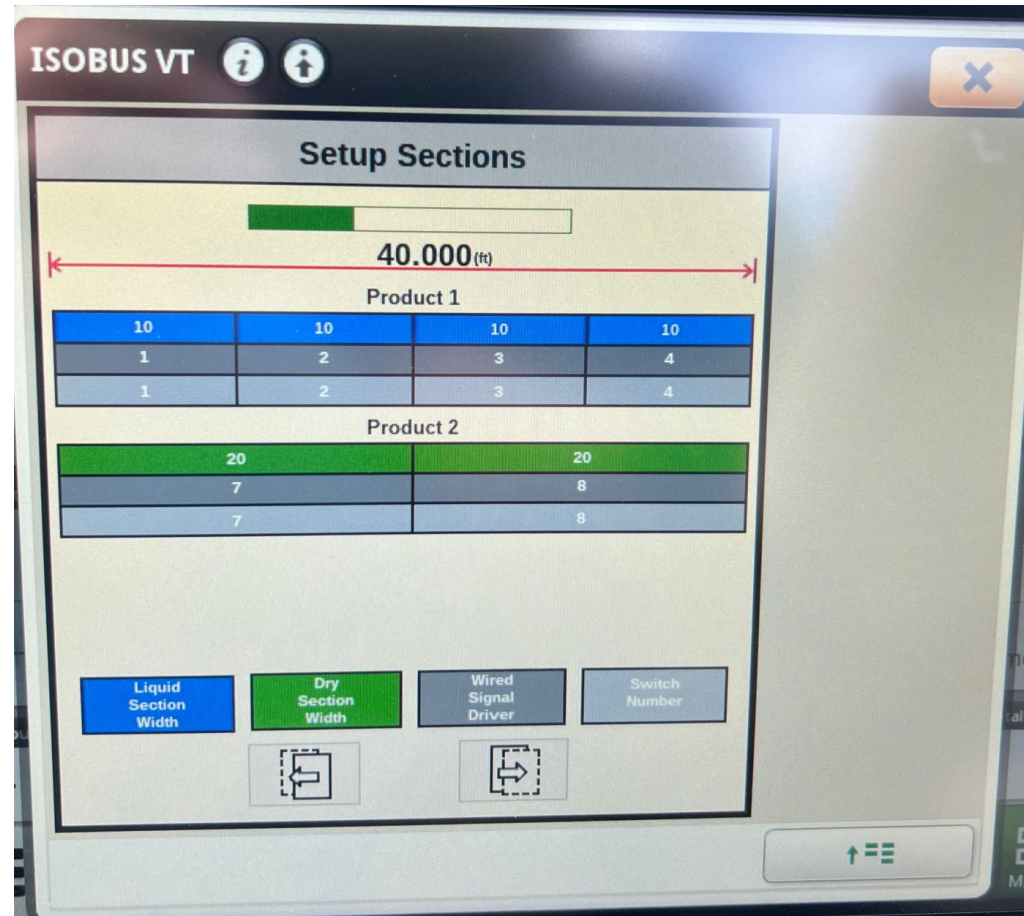 ISOBUS VT
Setup Sections
40.000(ft)
Product 1
10 10 10 10
1 2 3 4
1 2 3 4
Product 2
20 20
7 8
7 8
Liquid Section Width
Dry Section Width
Wired Signal Driver
Switch Number